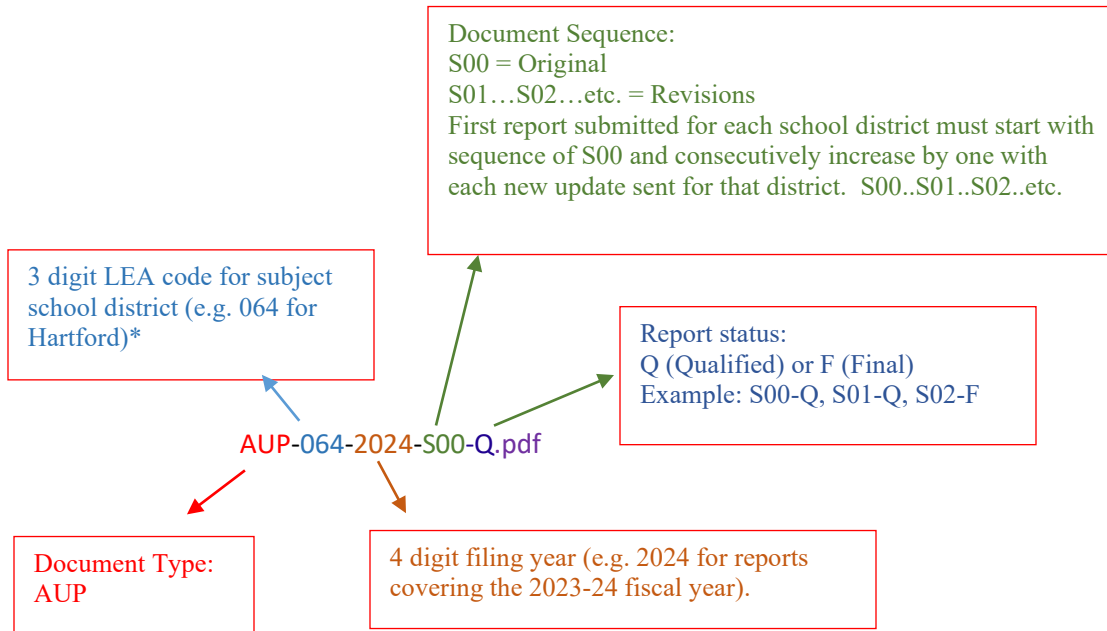 Document Sequence:
S00 = Original
S01…S02…etc. = Revisions
First report submitted for each school district must start with
sequence of S00 and consecutively increase by one with
each new update sent for that district.  S00..S01..S02..etc.
3 digit LEA code for subject
school district (e.g. 064 for
Hartford)*
Report status:
Q (Qualified) or F (Final)
Example: S00-Q, S01-Q, S02-F
AUP-064-2024-S00-Q.pdf
Document Type:
AUP
4 digit filing year (e.g. 2024 for reports
covering the 2023-24 fiscal year).